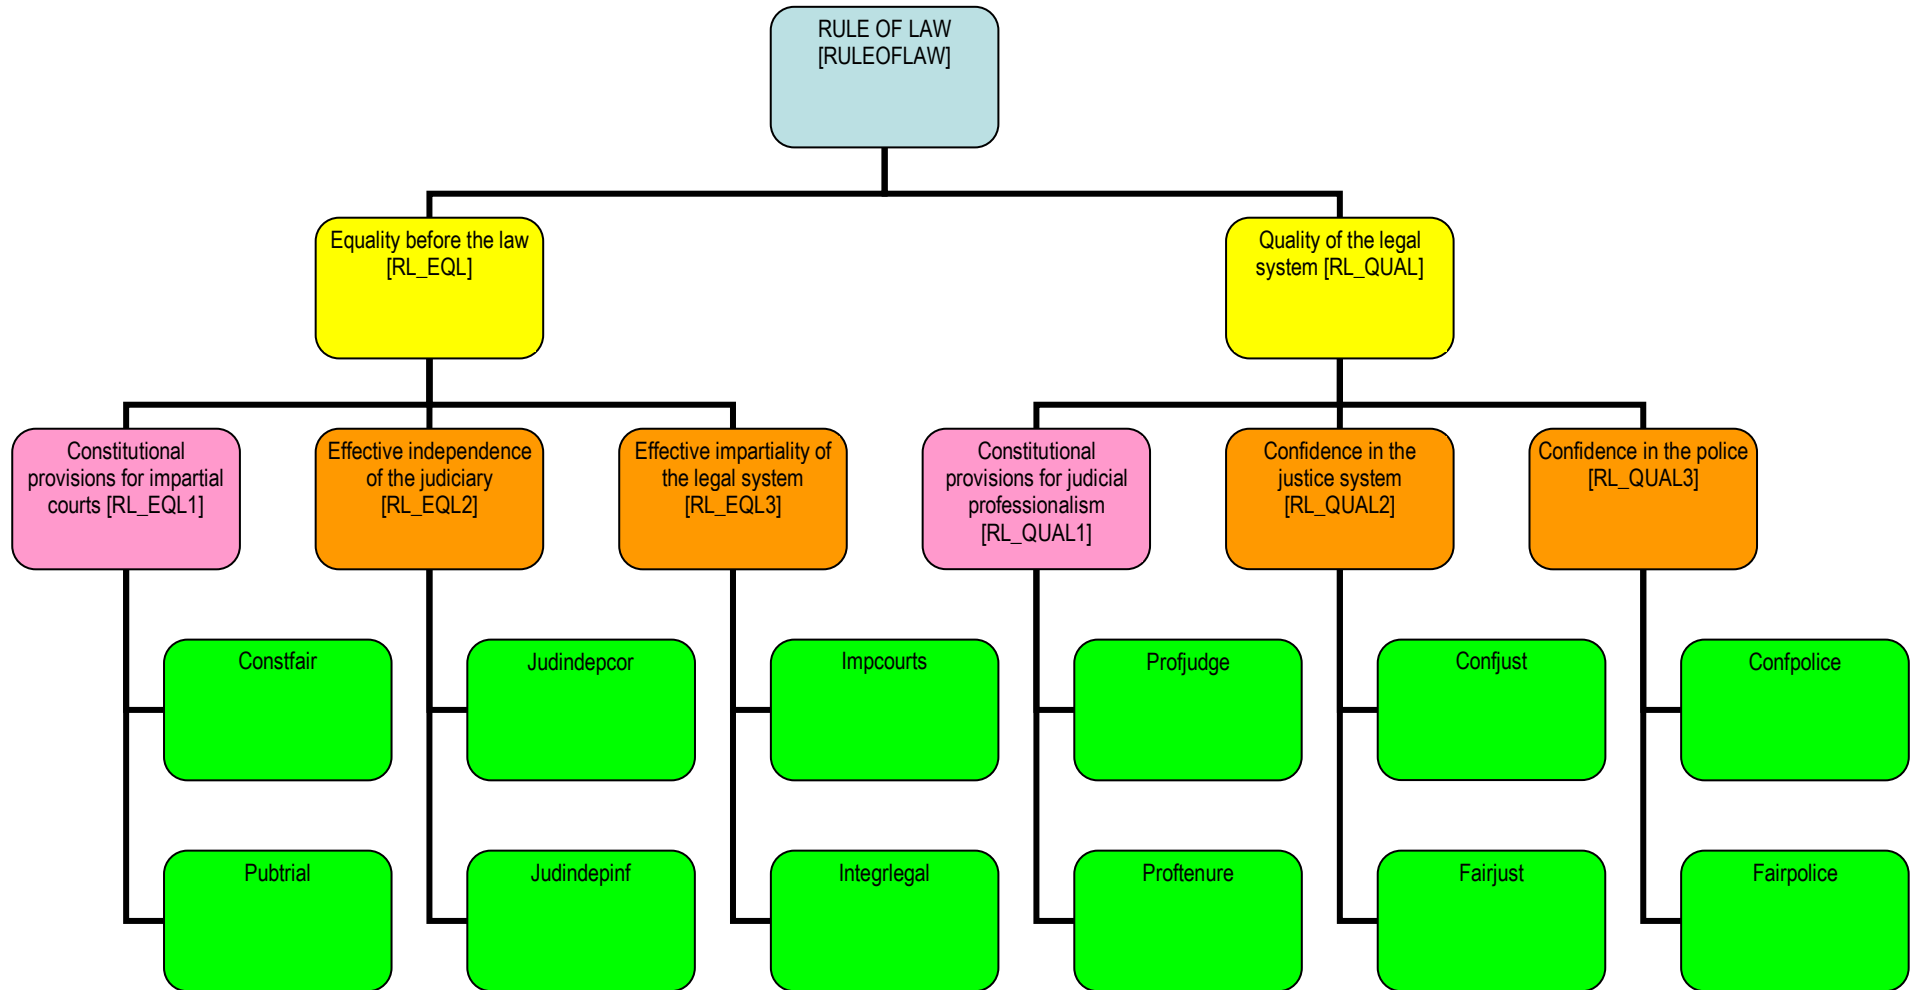 RULE OF LAW
[RULEOFLAW]
Equality before the law
[RL_EQL]
Quality of the legal
system [RL_QUAL]
Constitutional
provisions for impartial
courts [RL_EQL1]
Effective independence
of the judiciary
[RL_EQL2]
Effective impartiality of
the legal system
[RL_EQL3]
Constitutional
provisions for judicial
professionalism
[RL_QUAL1]
Confidence in the
justice system
[RL_QUAL2]
Confidence in the police
[RL_QUAL3]
Constfair
Judindepcor
Impcourts
Profjudge
Confjust
Confpolice
Pubtrial
Judindepinf
Integrlegal
Proftenure
Fairjust
Fairpolice